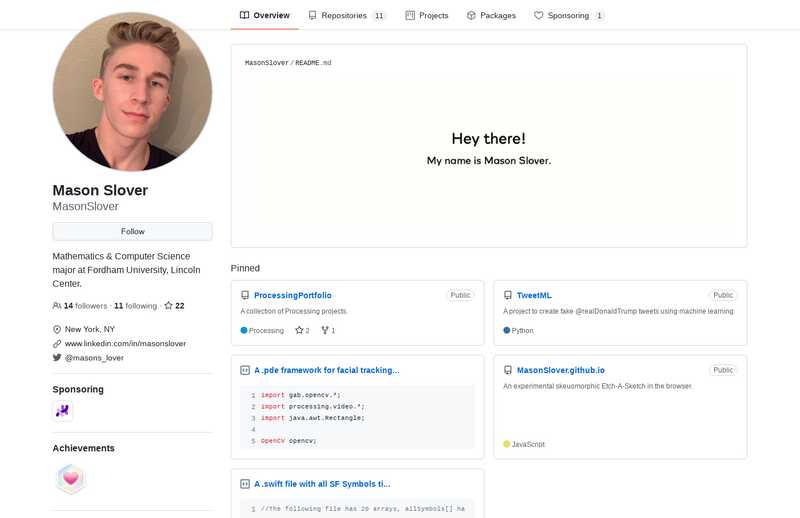 Overview
Repositories 11
Projects
Packages
Sponsoring 1
MasonSlover/README.md
Hey there!
My name is Mason Slover.
Mason Slover
MasonSlover
Follow
Mathematics & Computer Science
major at Fordham University, Lincoln
Center.
14 followers · 11 following · 22
New York, NY
www.linkedin.com/in/masonslover
@masons_lover
Sponsoring
Achievements
Pinned
ProcessingPortfolio Public
A collection of Processing projects.
Processing 2 1
TweetML Public
A project to create fake @realDonaldTrump tweets using machine learning
Python
A .pde framework for facial tracking...
1 import gab.opencv.*;
2 import processing.video.*;
3 import java.awt.Rectangle;
4
5 OpenCV opencv;
MasonSlover.github.io Public
An experimental skeuomorphic Etch-A-Sketch in the browser.
JavaScript
A .swift file with all SF Symbols ti...
1 //The following file has 20 arrays, allSymbols[] ha